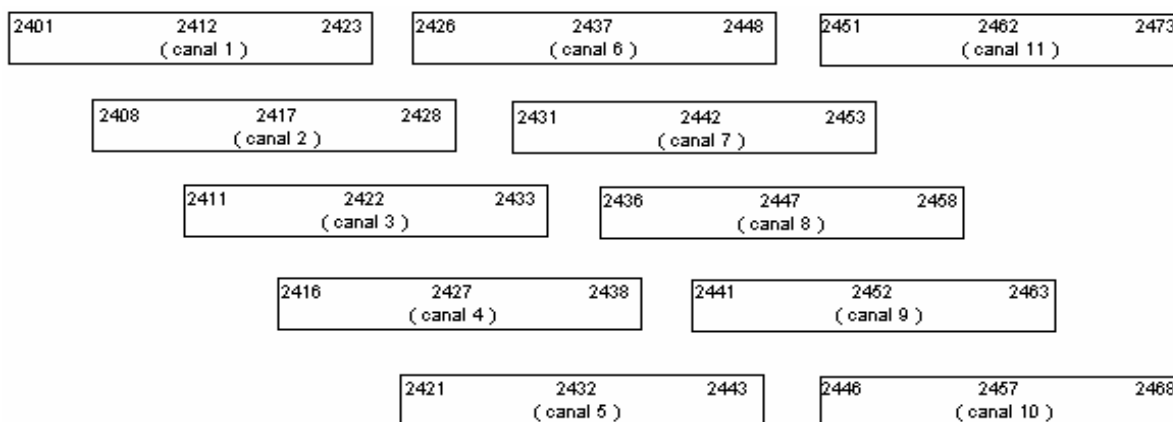 2401 2412 2423 2426 2437 2448 2451 2462 2473
( canal 1 ) ( canal 6 ) ( canal 11 )
2408 2417 2428 2431 2442 2453
( canal 2 ) ( canal 7 )
2411 2422 2433 2436 2447 2458
( canal 3 ) ( canal 8 )
2416 2427 2438 2441 2452 2463
( canal 4 ) ( canal 9 )
2421 2432 2443 2446 2457 2468
( canal 5 ) ( canal 10 )